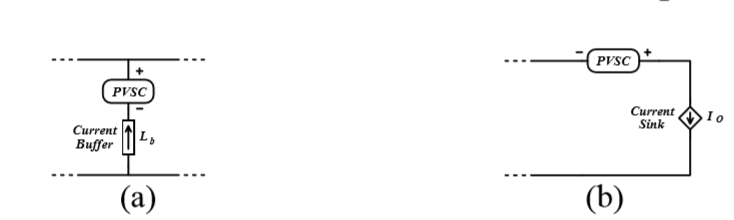 +
PVSC
−
Current
Buffer
L b
(a)
− +
PVSC
Current
Sink
I O
(b)